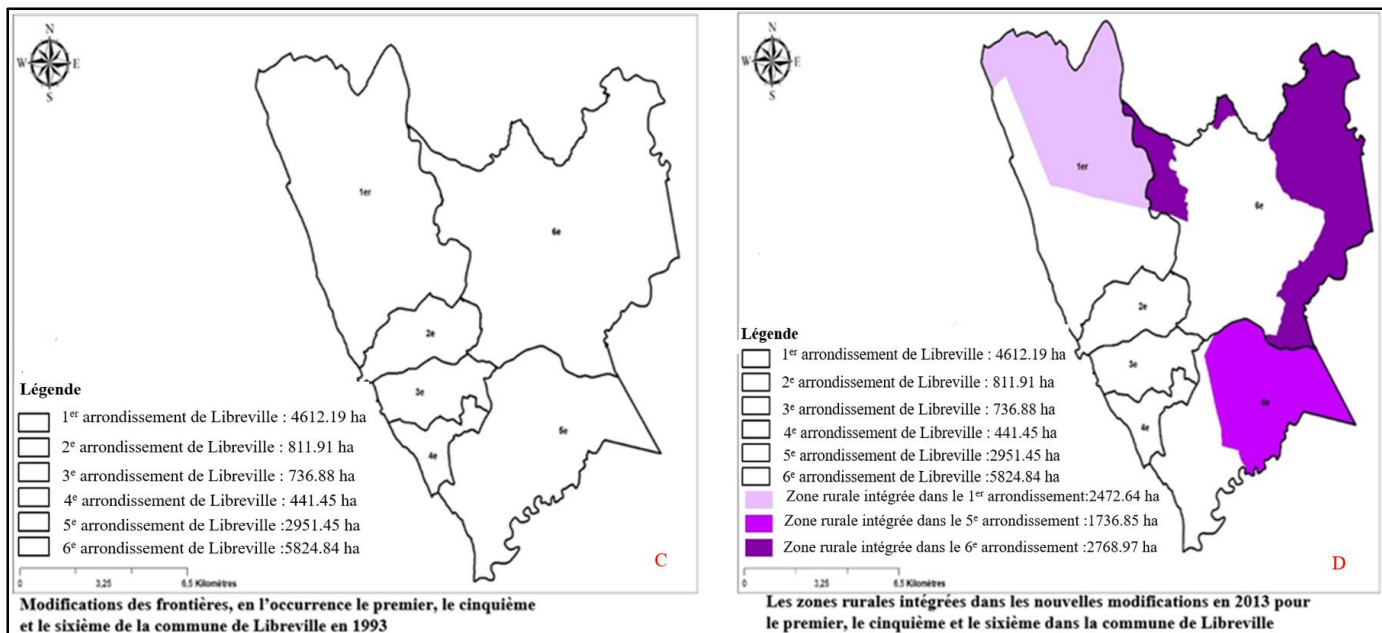 N
W E
S
1er
6e
2e
3e
5e
4e
Légende
1er arrondissement de Libreville : 4612.19 ha
2e arrondissement de Libreville : 811.91 ha
3e arrondissement de Libreville : 736.88 ha
4e arrondissement de Libreville : 441.45 ha
5e arrondissement de Libreville : 2951.45 ha
6e arrondissement de Libreville :5824.84 ha
C
0 3,25 6,5 Kilomètres
Modifications des frontières, en l’occurrence le premier, le cinquième
et le sixième de la commune de Libreville en 1993
N
W E
S
1er
6e
2e
3e
5e
4e
Légende
1er arrondissement de Libreville : 4612.19 ha
2e arrondissement de Libreville : 811.91 ha
3e arrondissement de Libreville : 736.88 ha
4e arrondissement de Libreville : 441.45 ha
5e arrondissement de Libreville :2951.45 ha
6e arrondissement de Libreville :5824.84 ha
Zone rurale intégrée dans le 1er arrondissement:2472.64 ha
Zone rurale intégrée dans le 5e arrondissement :1736.85 ha
Zone rurale intégrée dans le 6e arrondissement :2768.97 ha
D
0 3,25 6,5 Kilomètres
Les zones rurales intégrées dans les nouvelles modifications en 2013 pour
le premier, le cinquième et le sixième dans la commune de Libreville